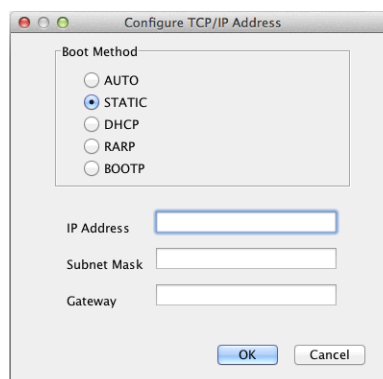 Configure TCP/IP Address
Boot Method
AUTO
STATIC
DHCP
RARP
BOOTP
IP Address
Subnet Mask
Gateway
OK Cancel